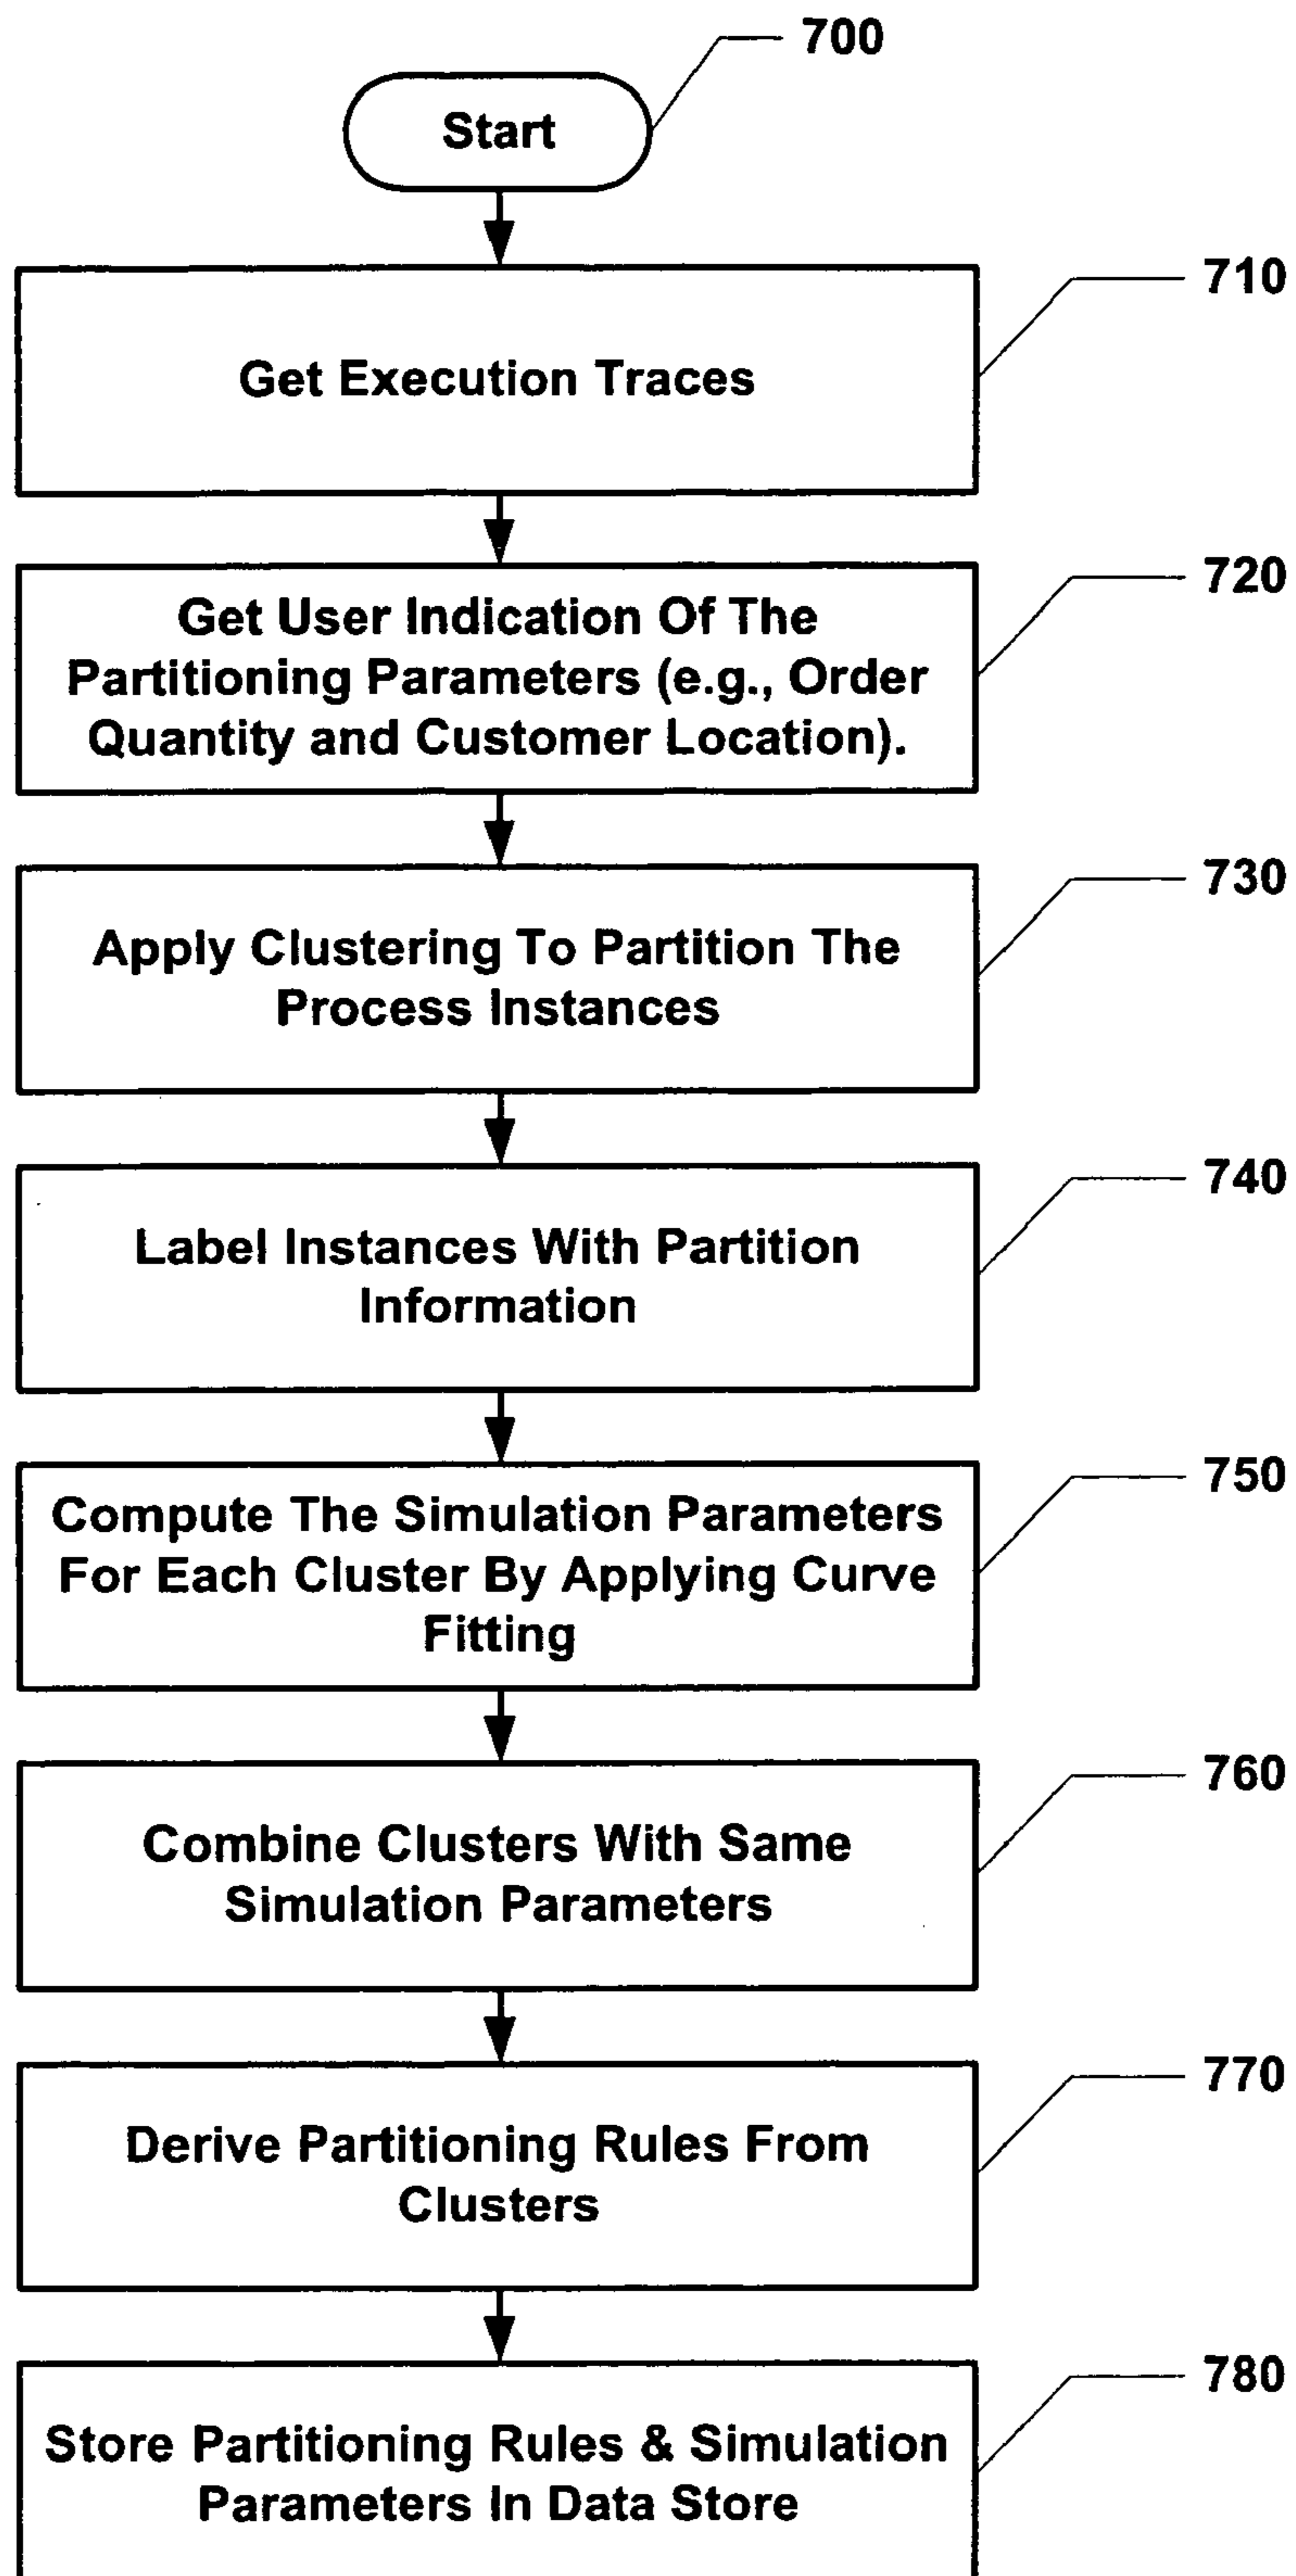 700
Start
710
Get Execution Traces
720
Get User Indication Of The
Partitioning Parameters (e.g., Order
Quantity and Customer Location).
730
Apply Clustering To Partition The
Process Instances
740
Label Instances With Partition
Information
750
Compute The Simulation Parameters
For Each Cluster By Applying Curve
Fitting
760
Combine Clusters With Same
Simulation Parameters
770
Derive Partitioning Rules From
Clusters
780
Store Partitioning Rules & Simulation
Parameters In Data Store